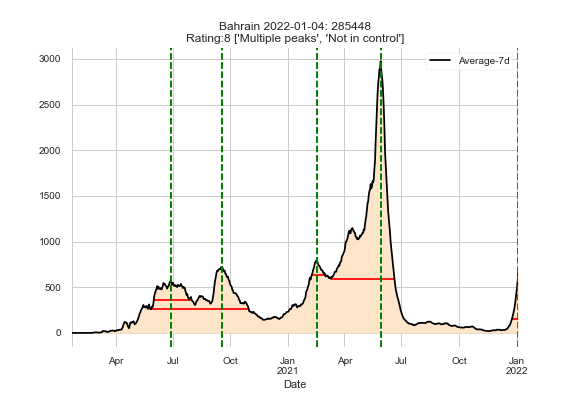 Bahrain 2022-01-04: 285448
Rating:8 ['Multiple peaks', 'Not in control']
Average-7d
3000
2500
2000
1500
1000
500
0
Apr Jul Oct Jan Apr Jul Oct Jan
2021 2022
Date